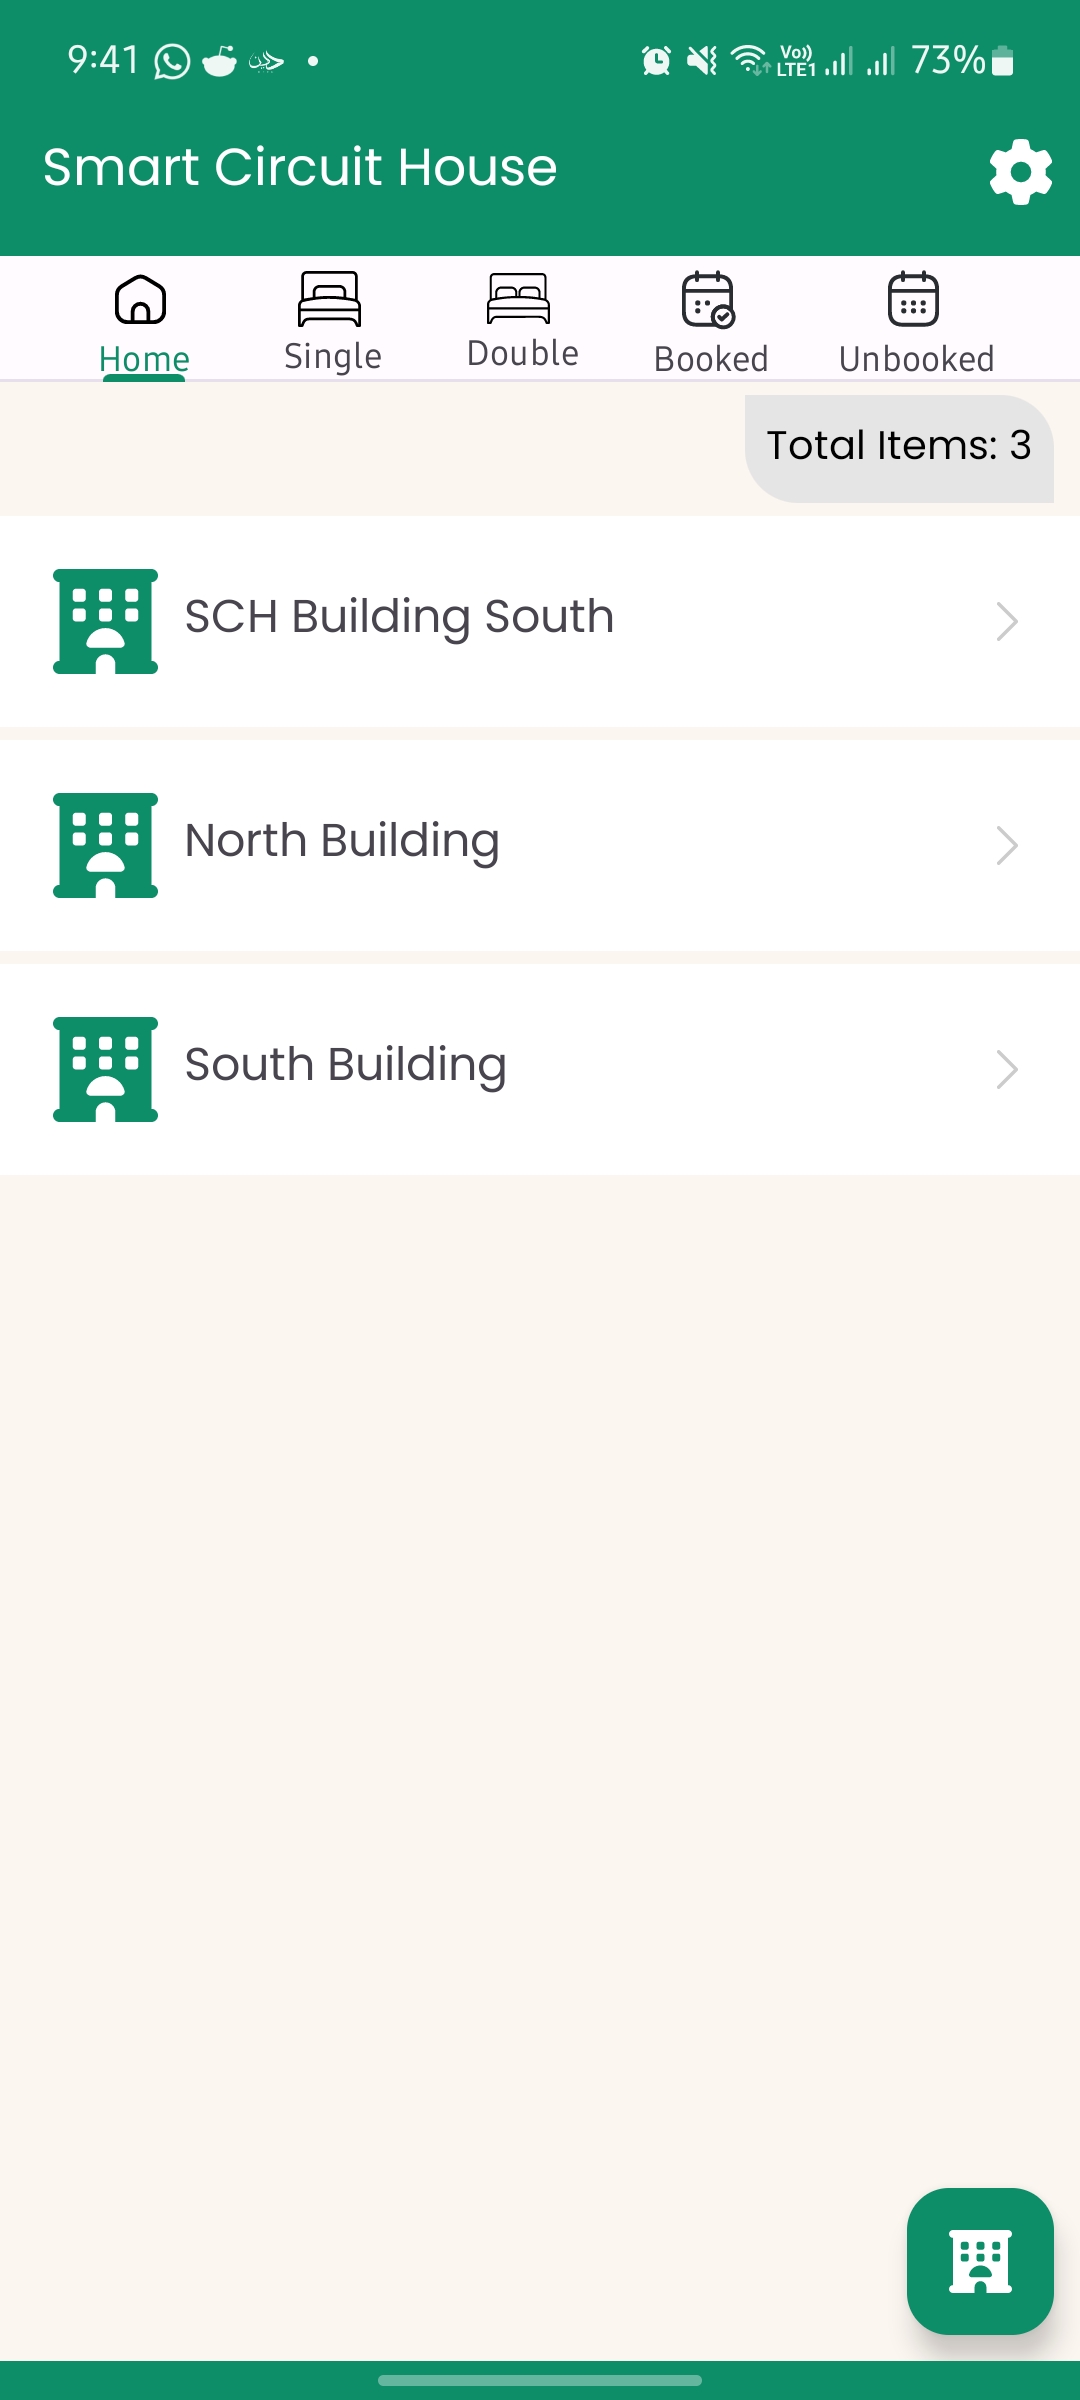 9:41
Vo)) LTE1 73%
Smart Circuit House
Home Single Double Booked Unbooked
Total Items: 3
SCH Building South
North Building
South Building